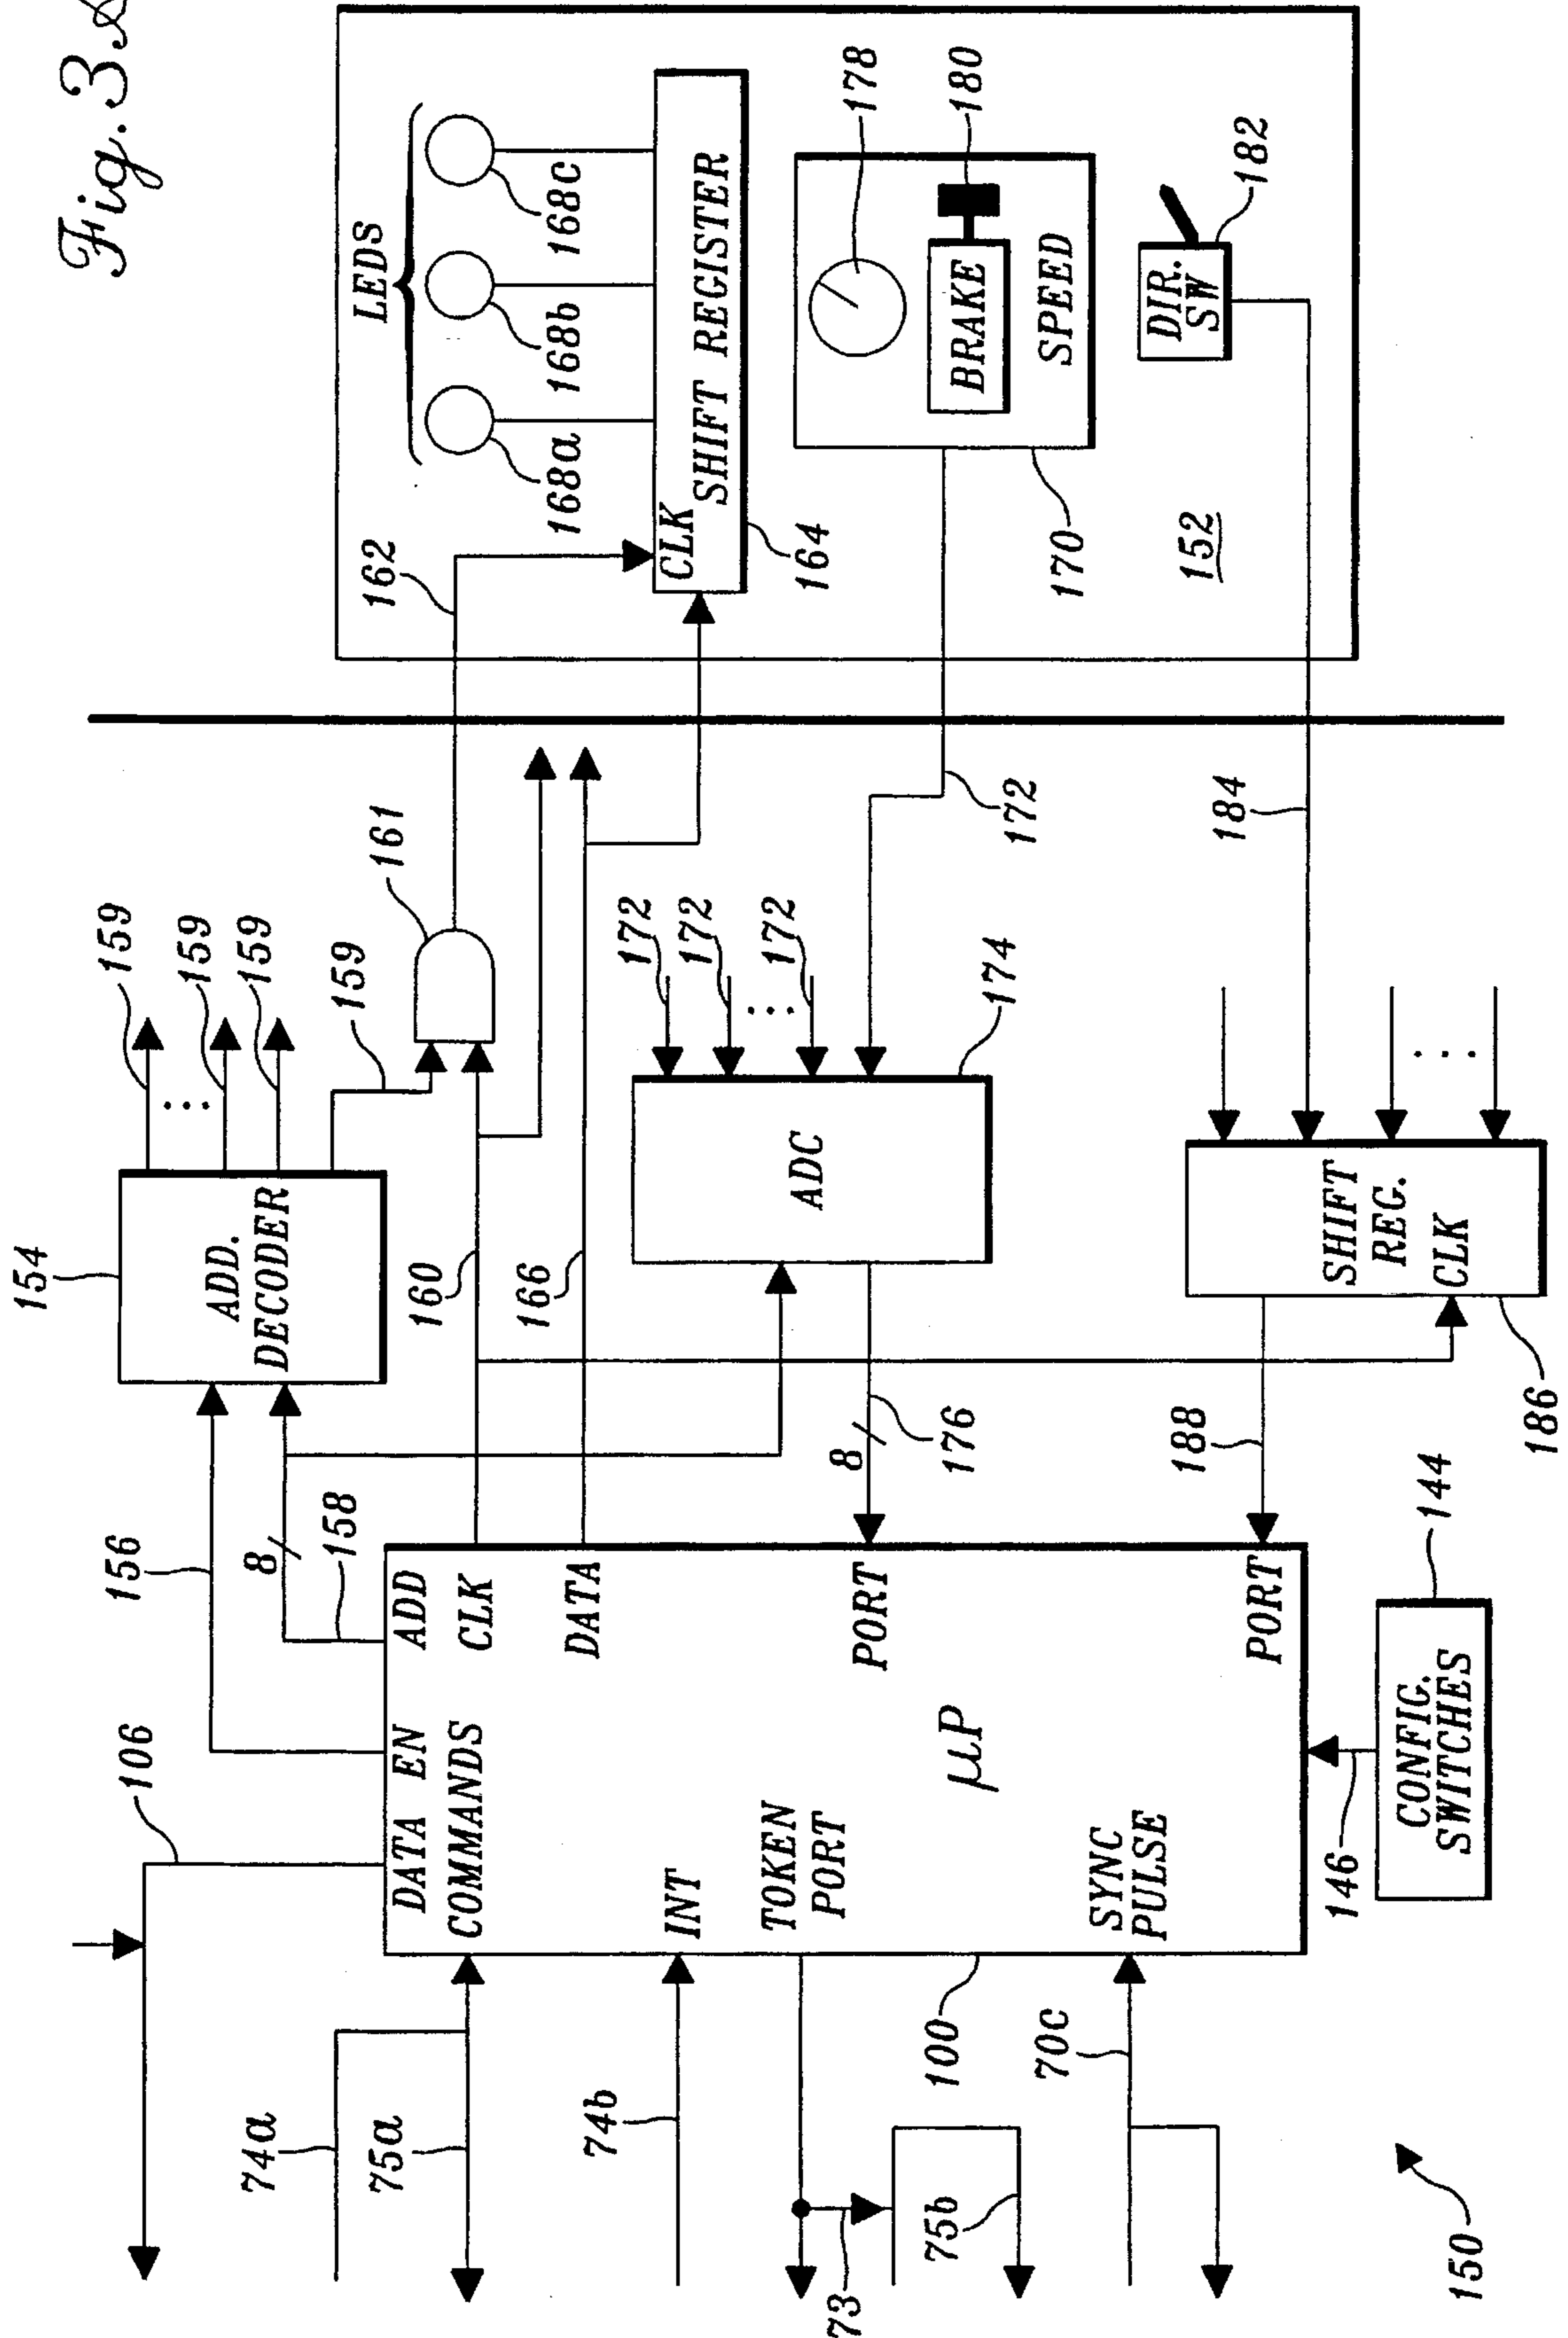 Fig. 3
106
156
154
159
159
159
ADD.
DECODER
8
158
159
161
162
LEDS
168a
168b
168c
74a
75a
DATA EN
ADD
COMMANDS
CLK
160
CLK
SHIFT REGISTER
164
DATA
166
74b
INT
172
172
172
ADC
174
TOKEN
PORT
PORT
8
176
172
178
BRAKE
180
SPEED
170
73
75b
µP
100
70c
SYNC
PULSE
PORT
188
184
152
DIR.
SW
182
SHIFT
REG.
CLK
186
146
CONFIG.
SWITCHES
144
150